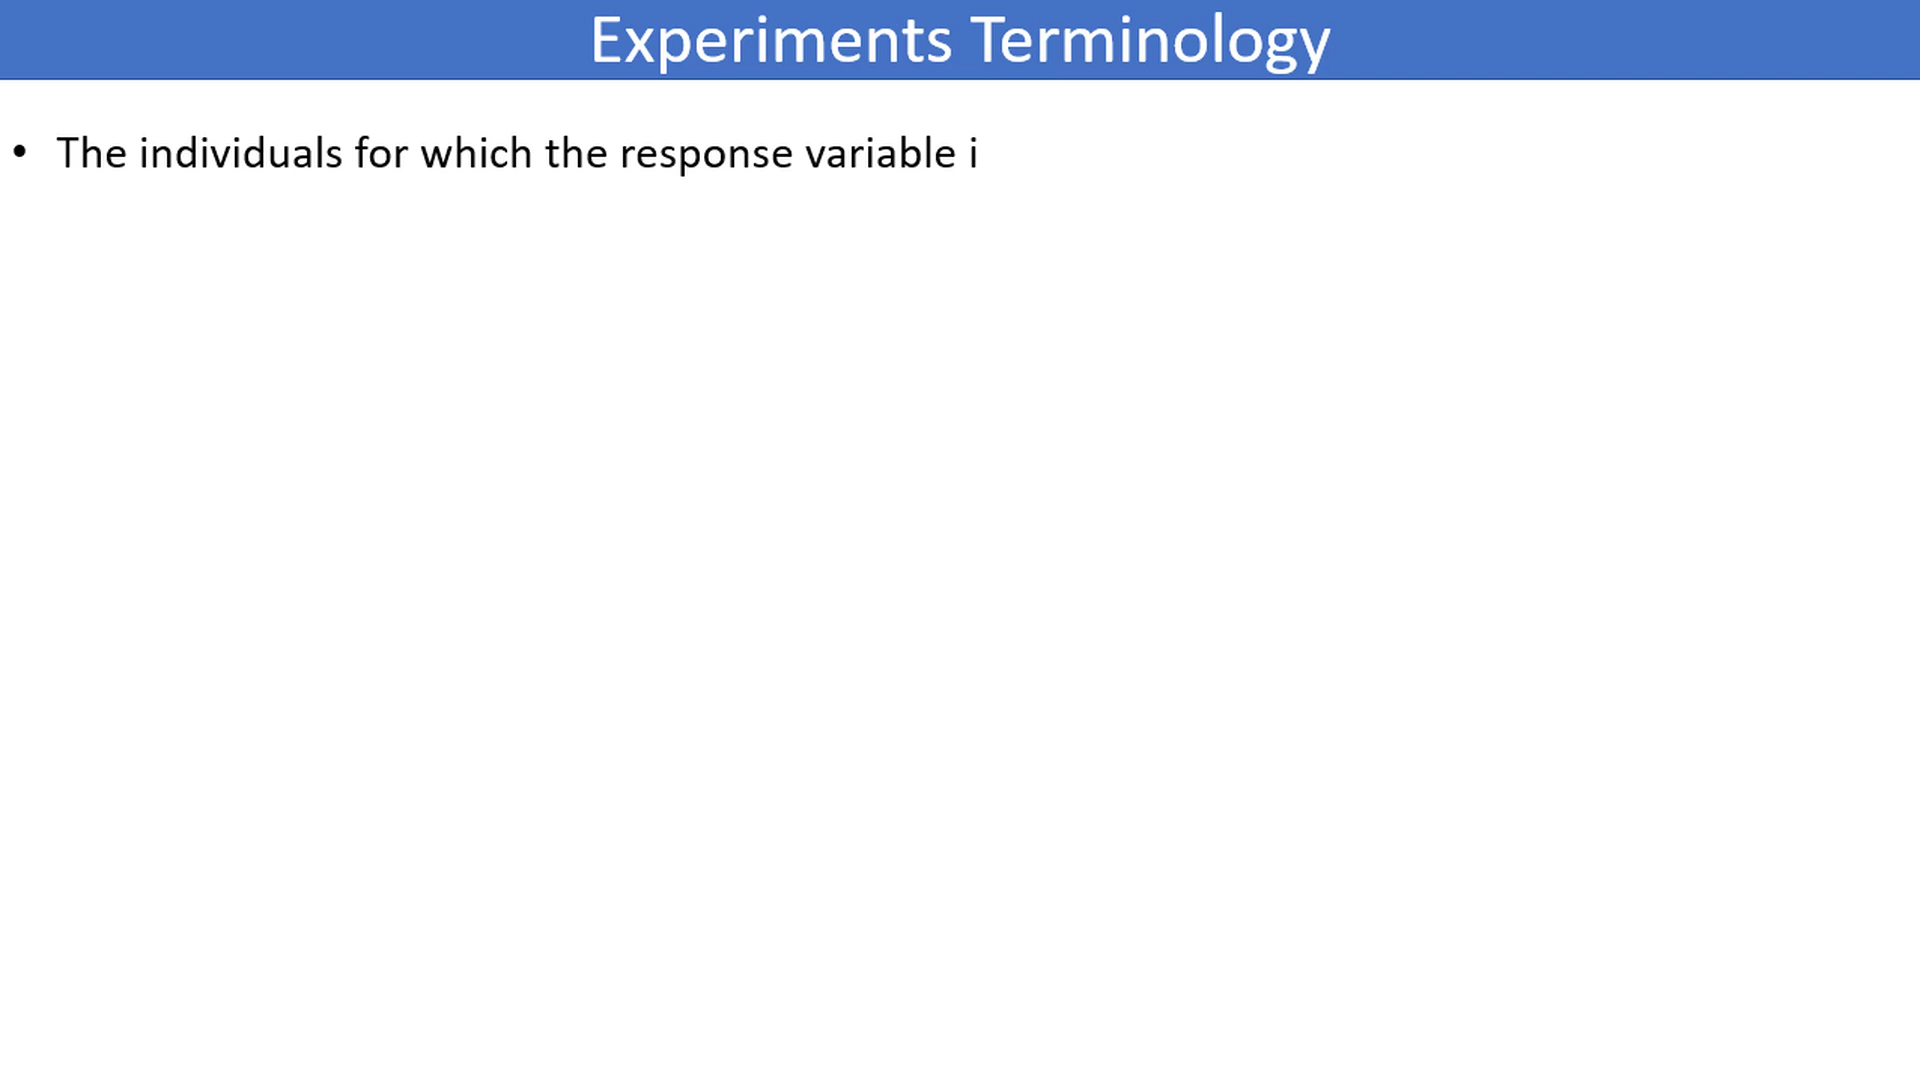 Experiments Terminology
• The individuals for which the response variable i